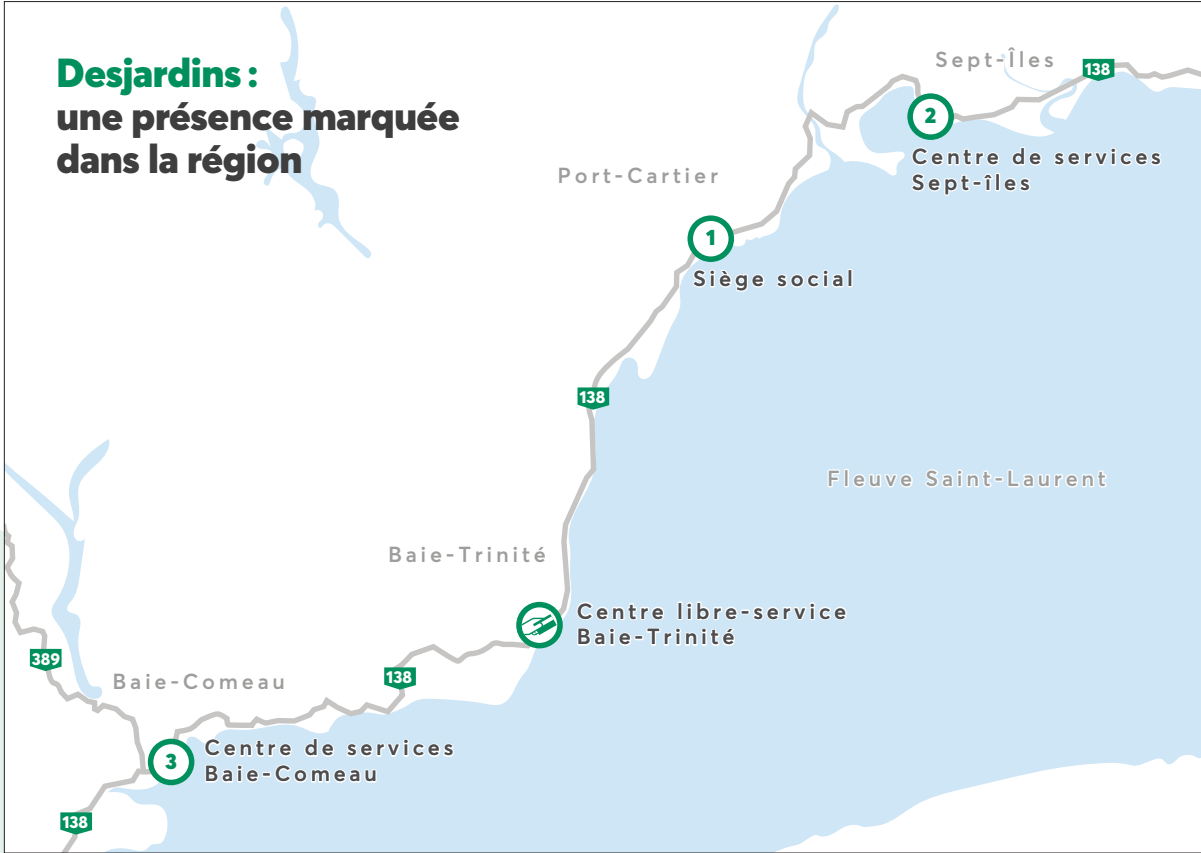 Desjardins :
une présence marquée
dans la région
Sept-Îles
138
2
Centre de services
Sept-îles
Port-Cartier
1
Siège social
138
Fleuve Saint-Laurent
Baie-Trinité
Centre libre-service
Baie-Trinité
389
138
Baie-Comeau
3
Centre de services
Baie-Comeau
138